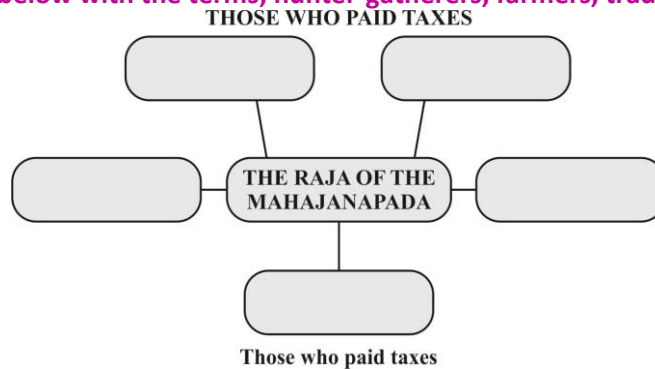 below with the terms, hunter-gatherers, farmers, trad
THOSE WHO PAID TAXES
THE RAJA OF THE
MAHAJANAPADA
Those who paid taxes